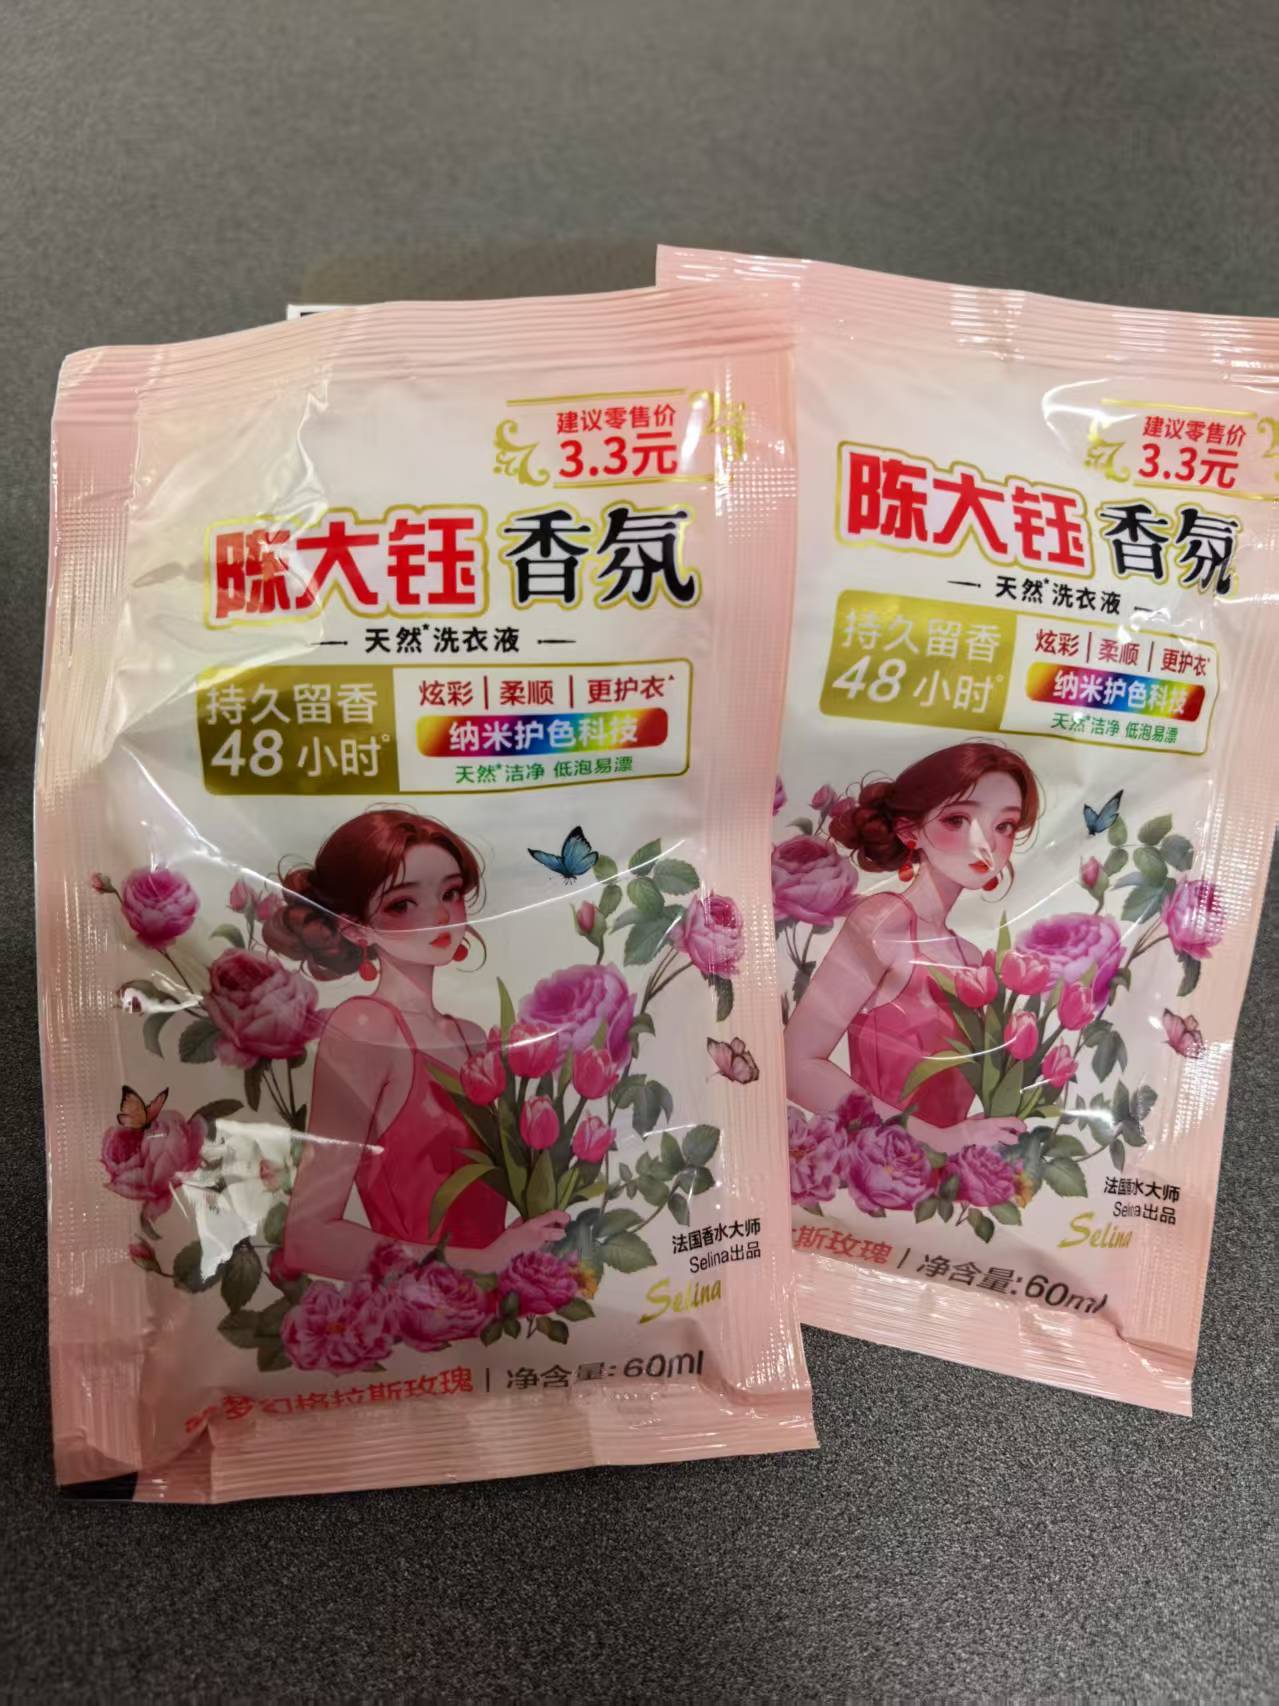 建议零售价
3.3元
陈大钰 香氛
天然*洗衣液
持久留香
48小时°
炫彩|柔顺|更护衣▲
纳米护色科技
天然*洁净 低泡易漂
法国香水大师
Selina出品
Selina
梦幻格拉斯玫瑰|净含量:60ml
建议零售价
3.3元
陈大钰 香氛
天然*洗衣液
持久留香
48小时°
炫彩|柔顺|更护衣
纳米护色科技
天然*洁净 低泡易漂
法国香水大师
Selina出品
Selina
斯玫瑰|净含量:60ml